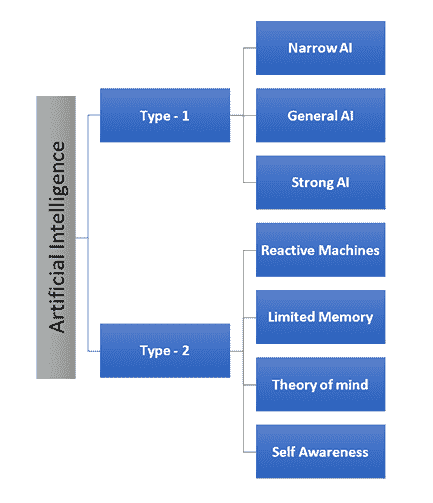 Artificial Intelligence
Type - 1
Narrow AI
General AI
Strong AI
Type - 2
Reactive Machines
Limited Memory
Theory of mind
Self Awareness